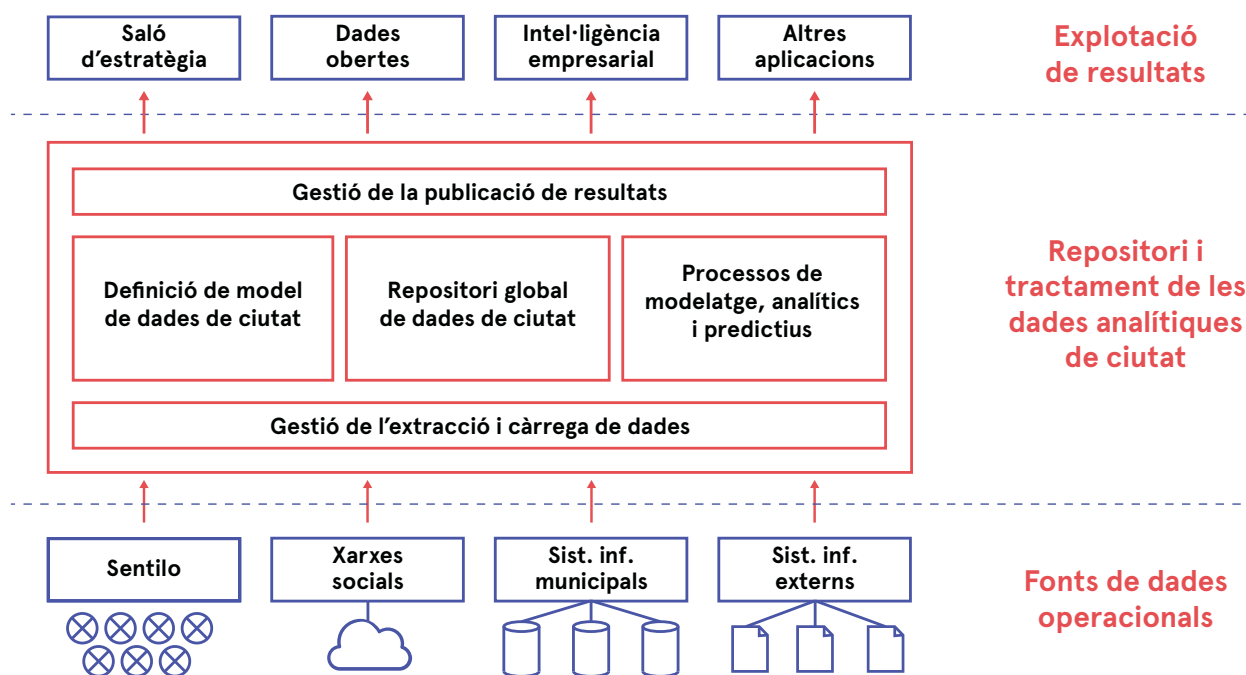 Saló
d’estratègia
Dades
obertes
Intel·ligència
empresarial
Altres
aplicacions
Explotació
de resultats
Gestió de la publicació de resultats
Definició de model
de dades de ciutat
Repositori global
de dades de ciutat
Processos de
modelatge, analítics
i predictius
Gestió de l’extracció i càrrega de dades
Repositori i
tractament de les
dades analítiques
de ciutat
Sentilo
Xarxes
socials
Sist. inf.
municipals
Sist. inf.
externs
Fonts de dades
operacionals